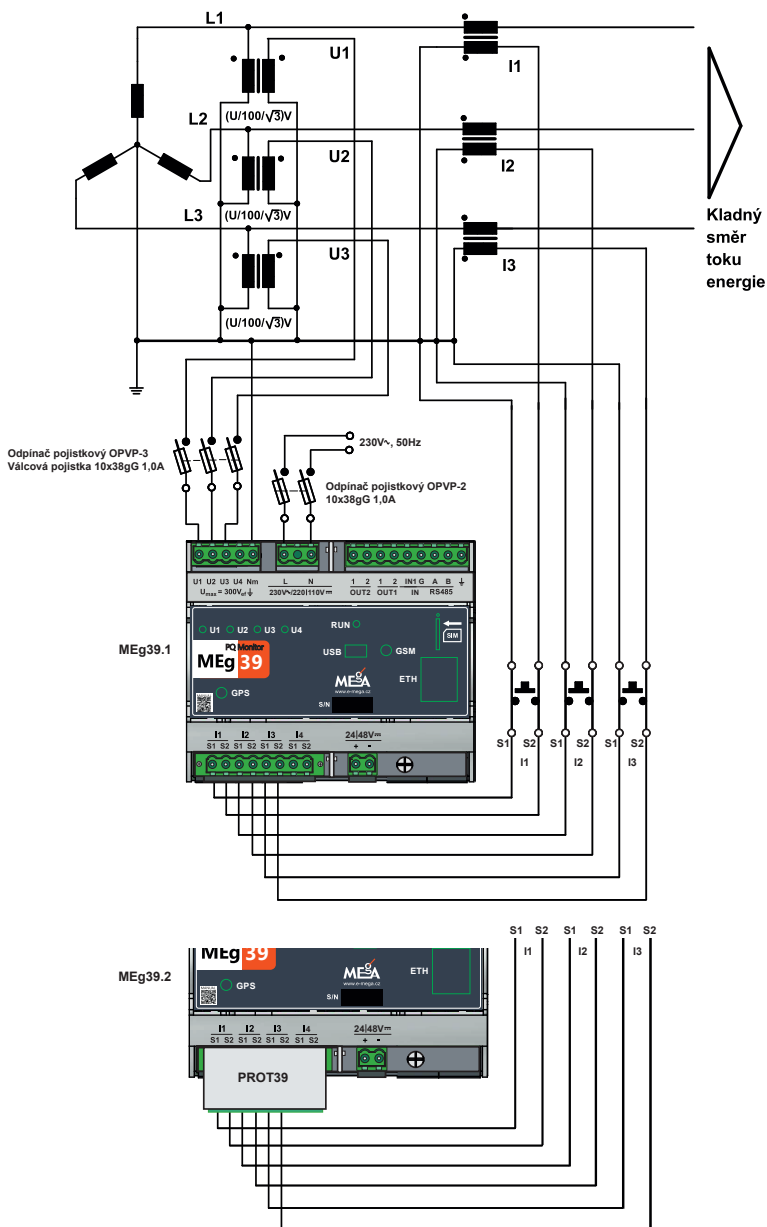 L1
U1
I1
(U/100/√3)V
L2
U2
I2
(U/100/√3)V
L3
U3
I3
(U/100/√3)V
Kladný
směr
toku
energie
Odpínač pojistkový OPVP-3
Válcová pojistka 10x38gG 1,0A
230V~, 50Hz
Odpínač pojistkový OPVP-2
10x38gG 1,0A
MEg39.1
U1 U2 U3 U4 Nm
Umax = 300Vef ⏚
L N
230V~/220|110V⎓
1 2 1 2 IN1 G A B ⏚
OUT2 OUT1 IN RS485
U1 U2 U3 U4
RUN
SIM
PQ Monitor
MEg 39
USB
GSM
MEgA
www.e-mega.cz
ETH
GPS
S/N
I1 I2 I3 I4
S1 S2 S1 S2 S1 S2 S1 S2
24|48V⎓
+ -
S1 S2 S1 S2 S1 S2
I1 I2 I3
S1 S2 S1 S2 S1 S2
I1 I2 I3
MEg39.2
MEg 39
MEgA
www.e-mega.cz
ETH
GPS
S/N
I1 I2 I3 I4
S1 S2 S1 S2 S1 S2 S1 S2
24|48V⎓
+ -
PROT39